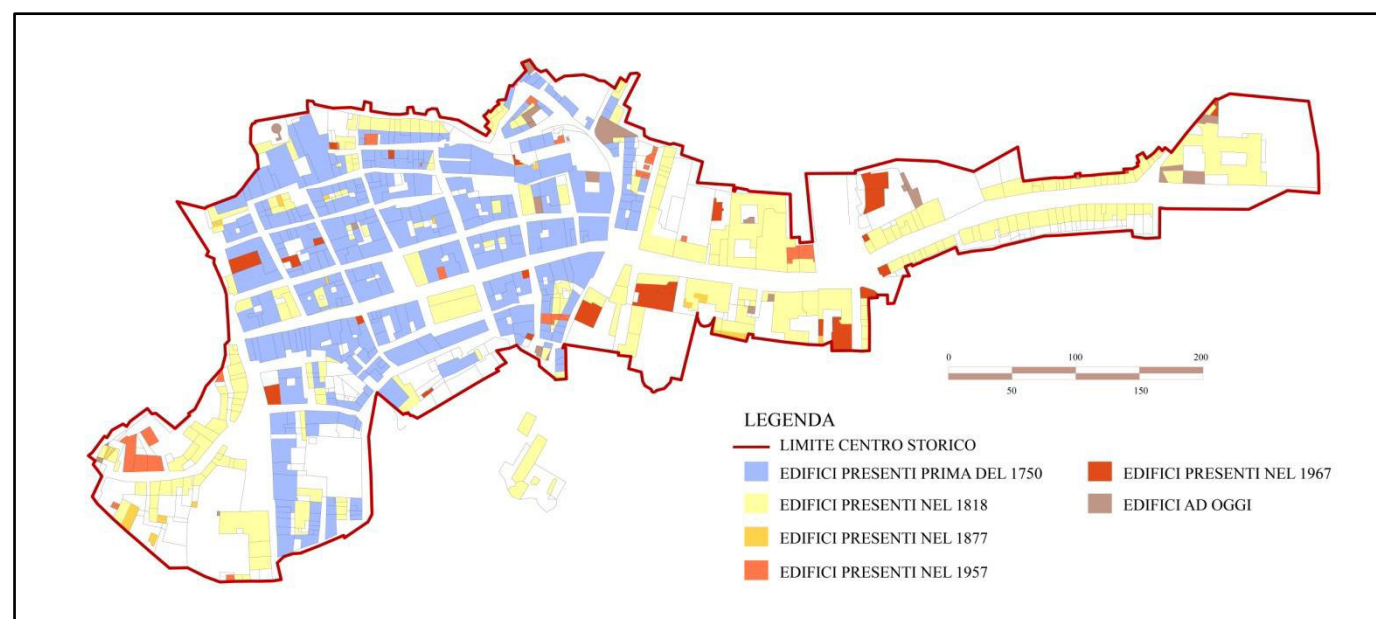 0 100 200
50 150
LEGENDA
LIMITE CENTRO STORICO
EDIFICI PRESENTI PRIMA DEL 1750
EDIFICI PRESENTI NEL 1818
EDIFICI PRESENTI NEL 1877
EDIFICI PRESENTI NEL 1957
EDIFICI PRESENTI NEL 1967
EDIFICI AD OGGI